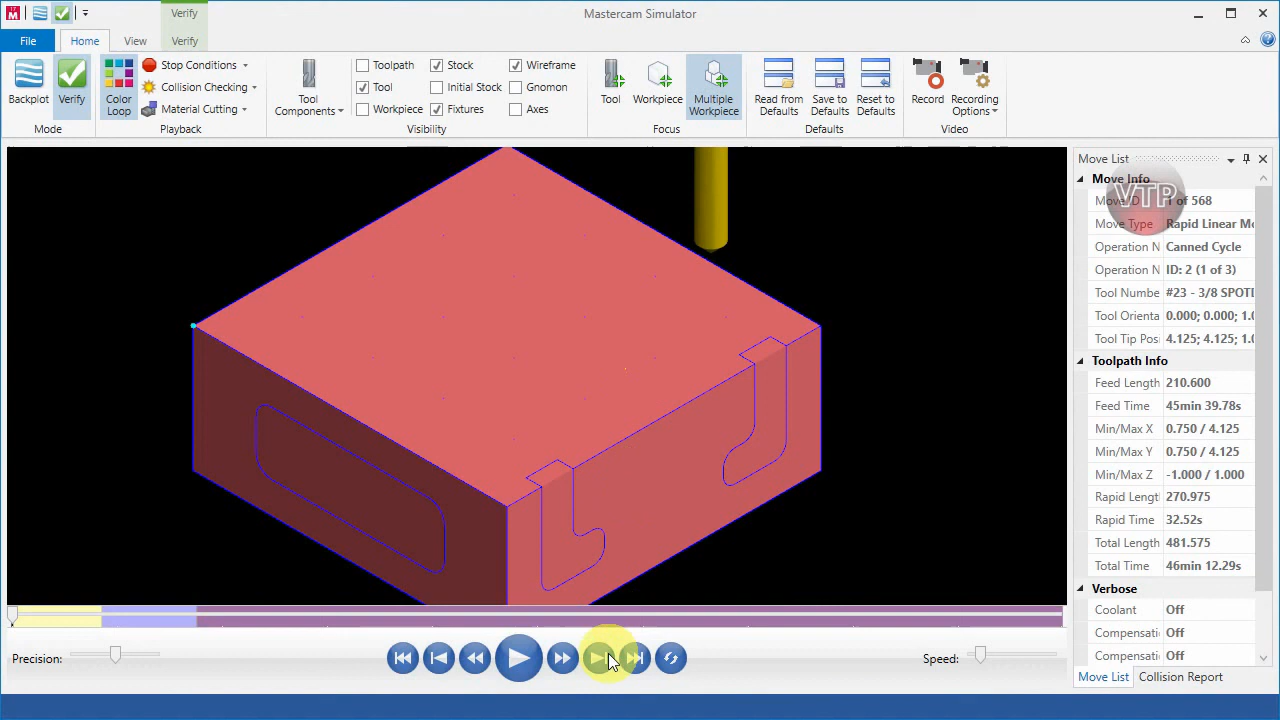 Verify
Mastercam Simulator
File
Home
View
Verify
Backplot
Verify
Mode
Color Loop
Stop Conditions
Collision Checking
Material Cutting
Playback
Tool Components
Toolpath
Tool
Workpiece
Stock
Initial Stock
Fixtures
Wireframe
Gnomon
Axes
Visibility
Tool
Workpiece
Multiple Workpiece
Focus
Read from Defaults
Save to Defaults
Reset to Defaults
Defaults
Record
Recording Options
Video
Move List
Move Info
VTP
Move ID 1 of 568
Move Type Rapid Linear Mo
Operation N Canned Cycle
Operation N ID: 2 (1 of 3)
Tool Numbe #23 - 3/8 SPOTD
Tool Orienta 0.000; 0.000; 1.0
Tool Tip Pos 4.125; 4.125; 1.0
Toolpath Info
Feed Length 210.600
Feed Time 45min 39.78s
Min/Max X 0.750 / 4.125
Min/Max Y 0.750 / 4.125
Min/Max Z -1.000 / 1.000
Rapid Lengt 270.975
Rapid Time 32.52s
Total Length 481.575
Total Time 46min 12.29s
Verbose
Coolant Off
Compensati Off
Compensati Off
Precision:
Speed:
Move List
Collision Report